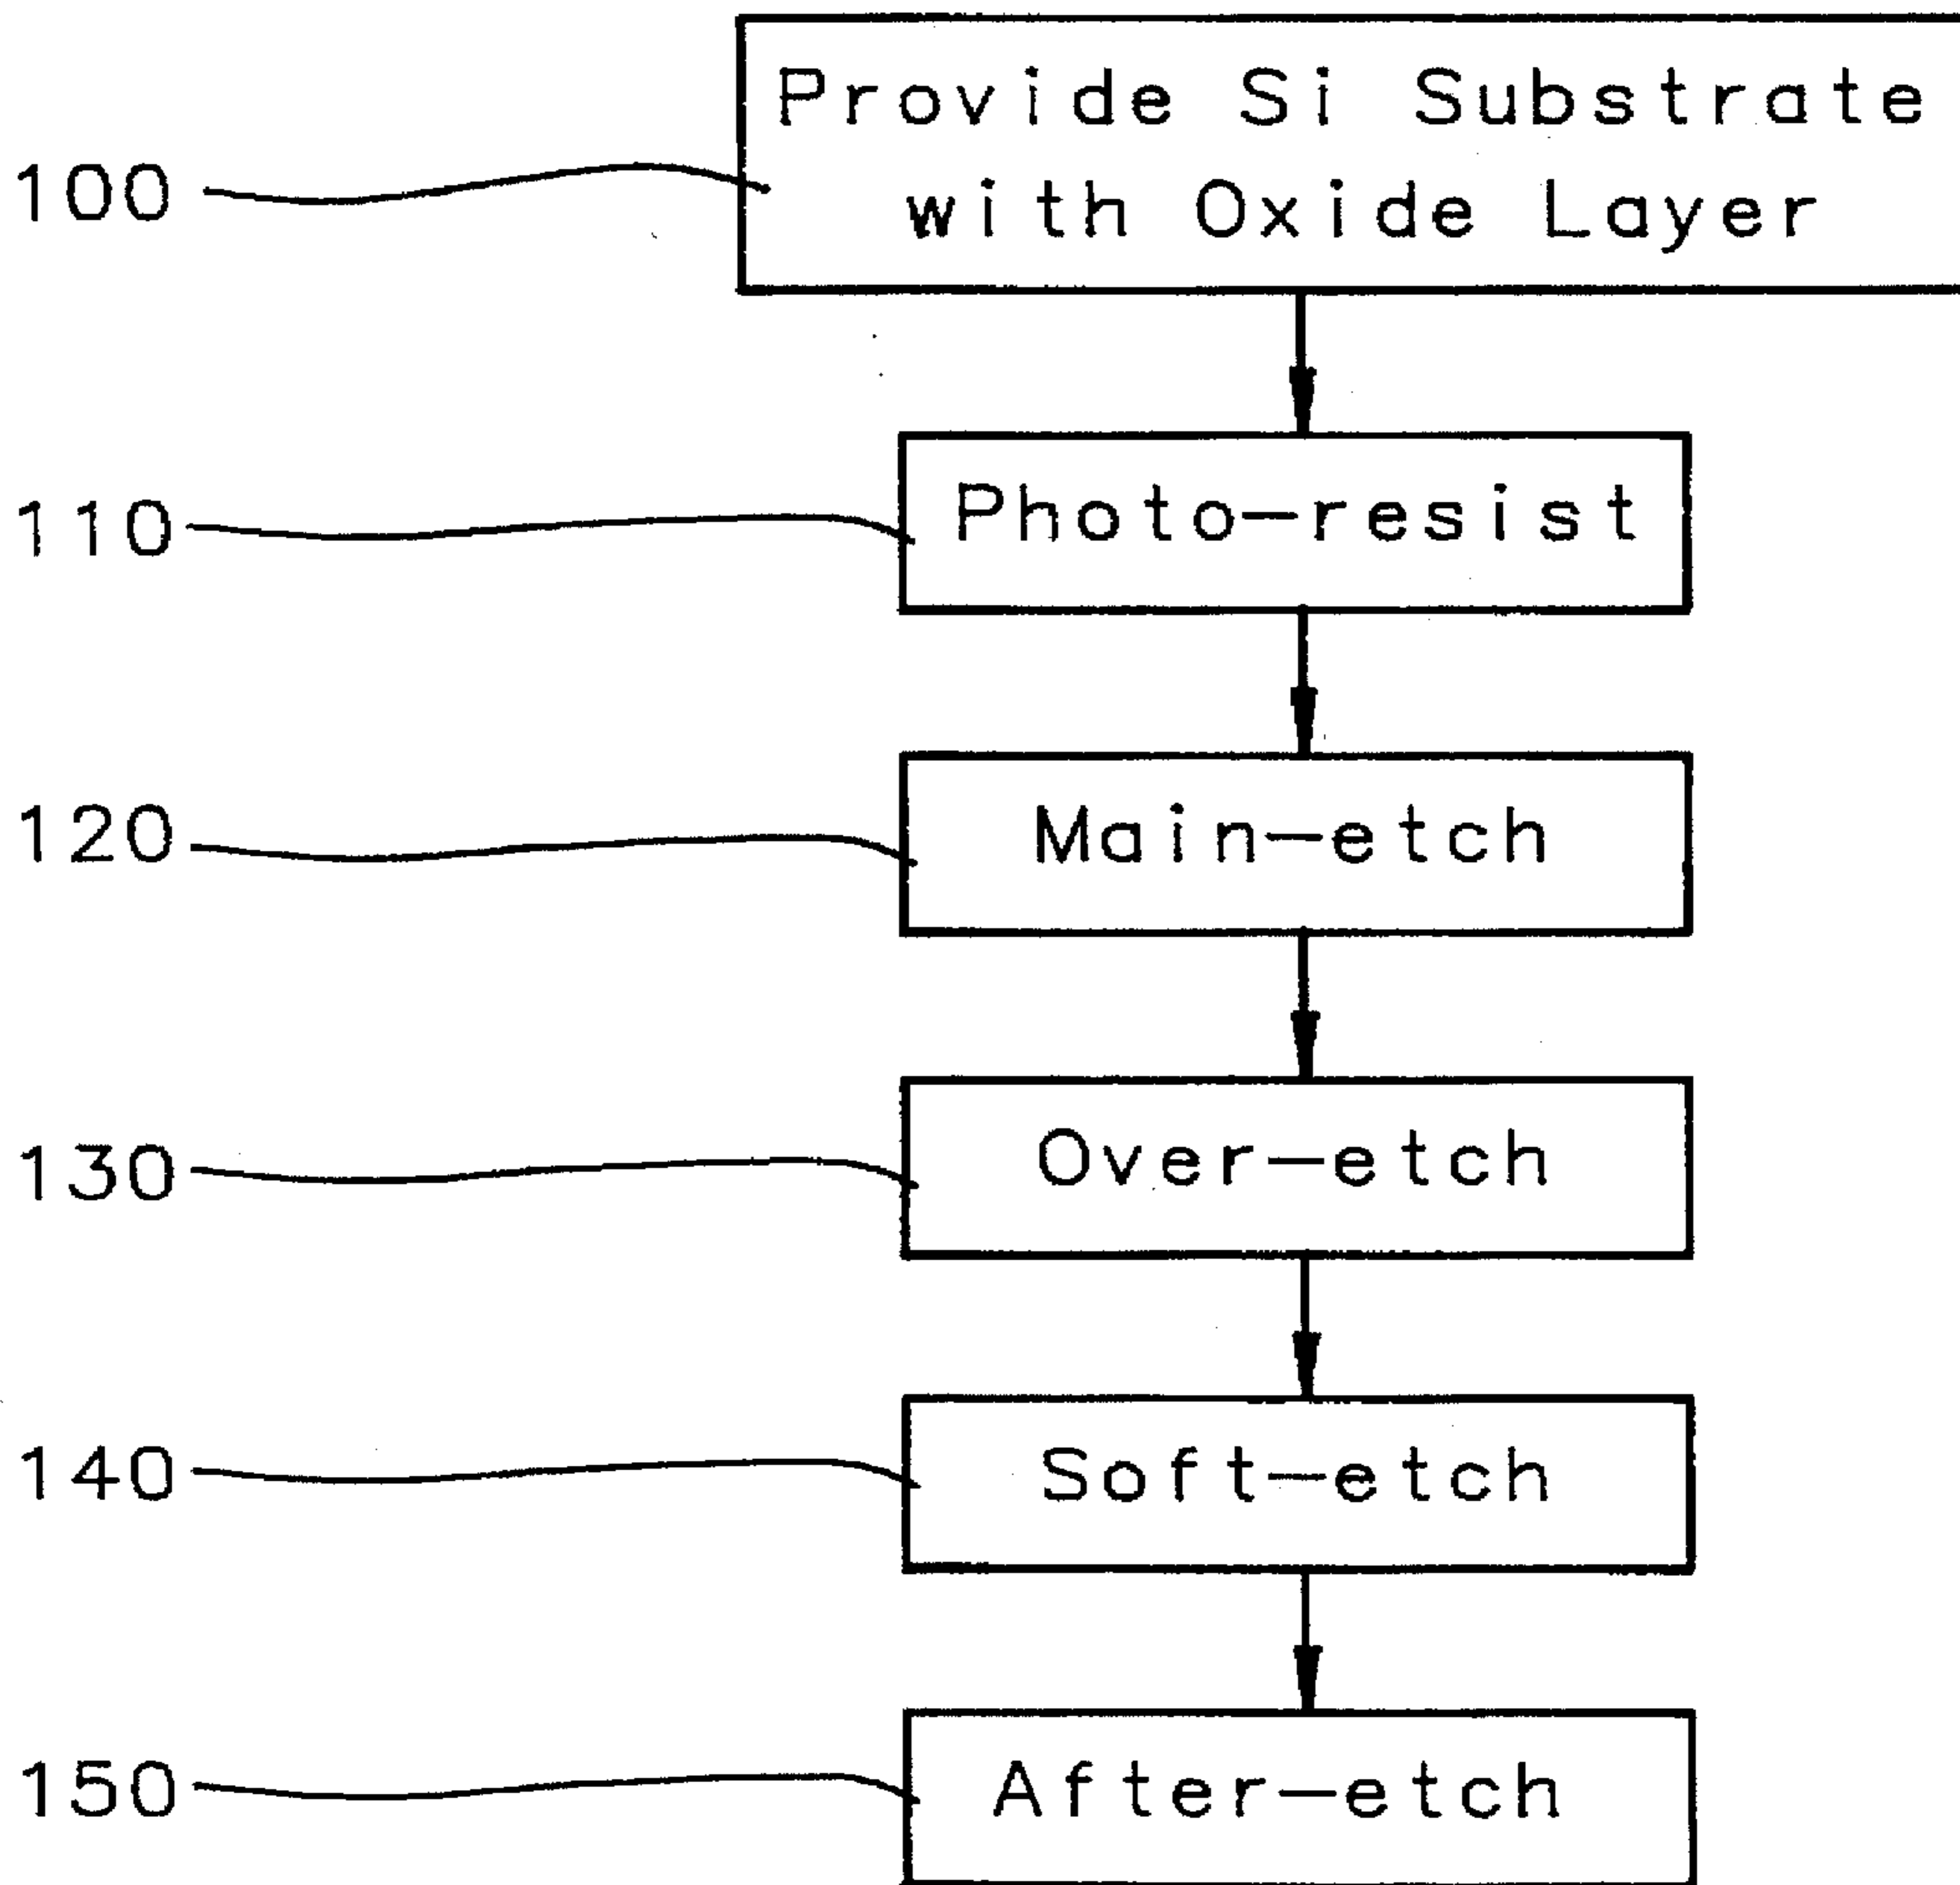 Provide Si Substrate
100
with Oxide Layer
110
Photo-resist
120
Main-etch
130
Over-etch
140
Soft-etch
150
After-etch